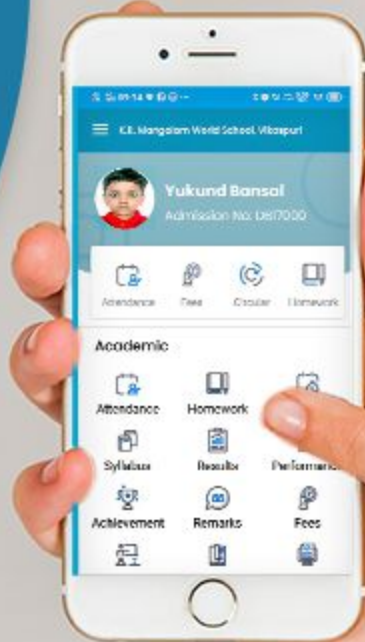 K.R. Mangalam World School, Vikaspuri
Yukund Bansal
Admission No:
Attendance Fees Circular Homework
Academic
Attendance Homework
Syllabus Results Performance
Achievement Remarks Fees